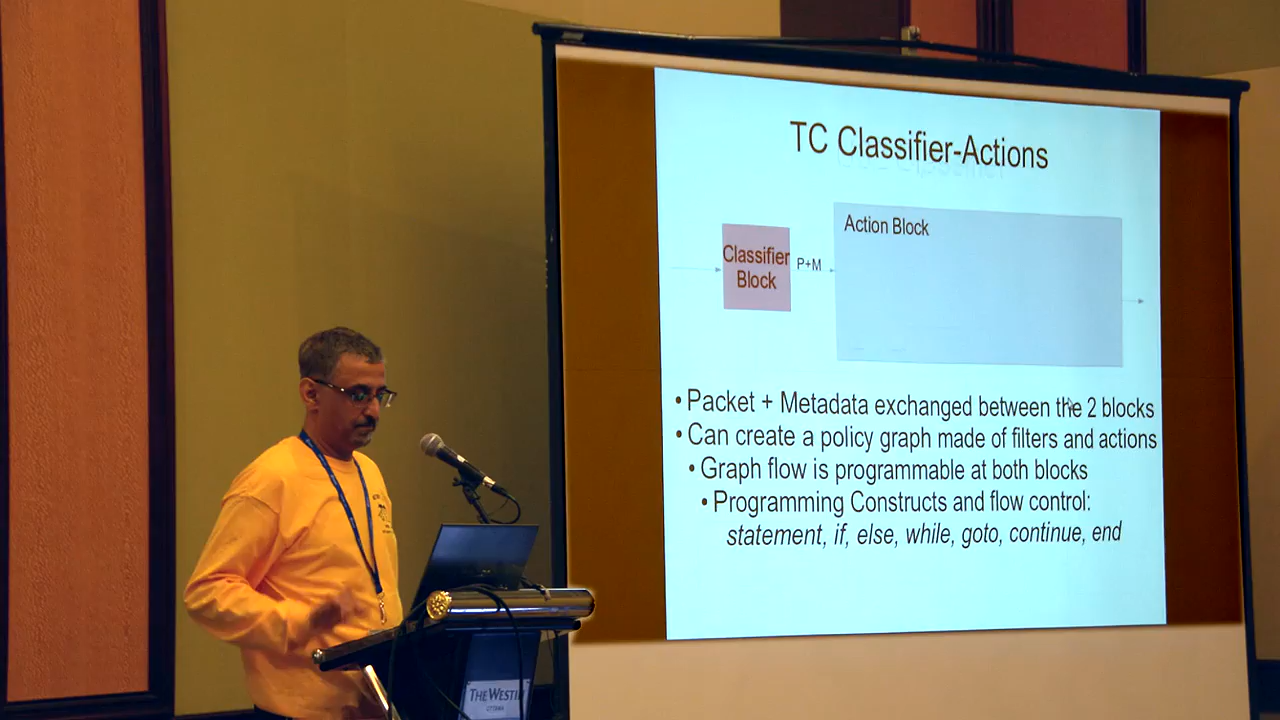 TC Classifier-Actions
Action Block
Classifier
Block
P+M
• Packet + Metadata exchanged between the 2 blocks
• Can create a policy graph made of filters and actions
• Graph flow is programmable at both blocks
• Programming Constructs and flow control:
statement, if, else, while, goto, continue, end
THE WESTIN
OTTAWA